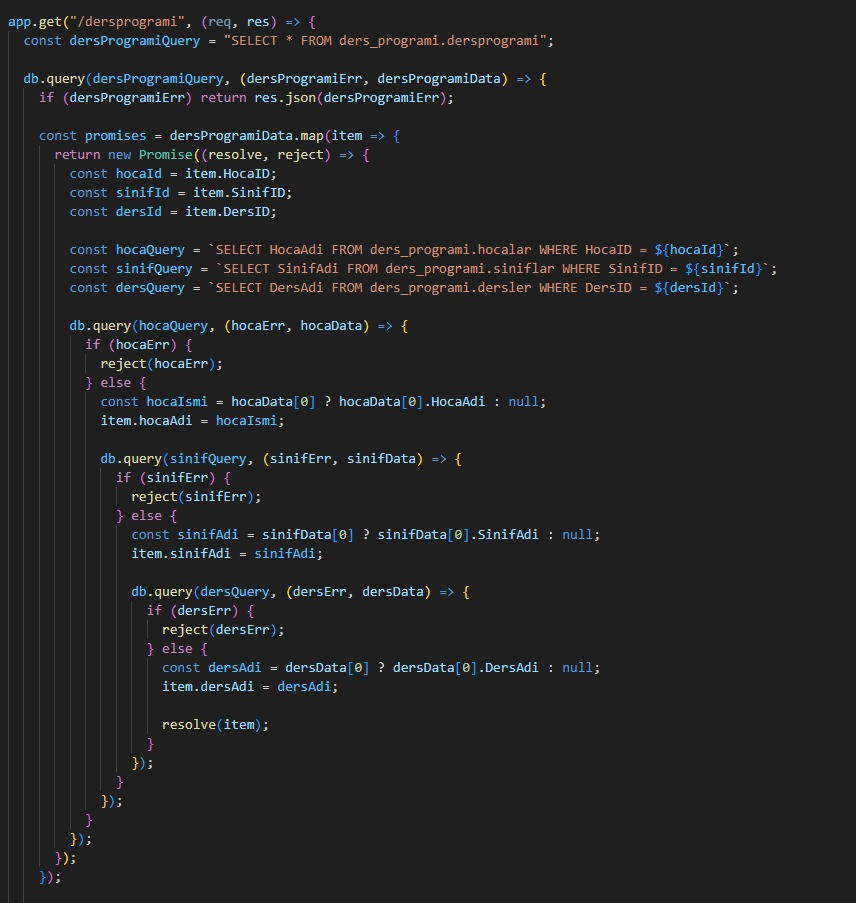 app.get("/dersprogrami", (req, res) => {
const dersProgramiQuery = "SELECT * FROM ders_programi.dersprogrami";
db.query(dersProgramiQuery, (dersProgramiErr, dersProgramiData) => {
if (dersProgramiErr) return res.json(dersProgramiErr);
const promises = dersProgramiData.map(item => {
return new Promise((resolve, reject) => {
const hocaId = item.HocaID;
const sinifId = item.SinifID;
const dersId = item.DersID;
const hocaQuery = `SELECT HocaAdi FROM ders_programi.hocalar WHERE HocaID = ${hocaId}`;
const sinifQuery = `SELECT SinifAdi FROM ders_programi.siniflar WHERE SinifID = ${sinifId}`;
const dersQuery = `SELECT DersAdi FROM ders_programi.dersler WHERE DersID = ${dersId}`;
db.query(hocaQuery, (hocaErr, hocaData) => {
if (hocaErr) {
reject(hocaErr);
} else {
const hocaIsmi = hocaData[0] ? hocaData[0].HocaAdi : null;
item.hocaAdi = hocaIsmi;
db.query(sinifQuery, (sinifErr, sinifData) => {
if (sinifErr) {
reject(sinifErr);
} else {
const sinifAdi = sinifData[0] ? sinifData[0].SinifAdi : null;
item.sinifAdi = sinifAdi;
db.query(dersQuery, (dersErr, dersData) => {
if (dersErr) {
reject(dersErr);
} else {
const dersAdi = dersData[0] ? dersData[0].DersAdi : null;
item.dersAdi = dersAdi;
resolve(item);
}
});
}
});
}
});
});
});